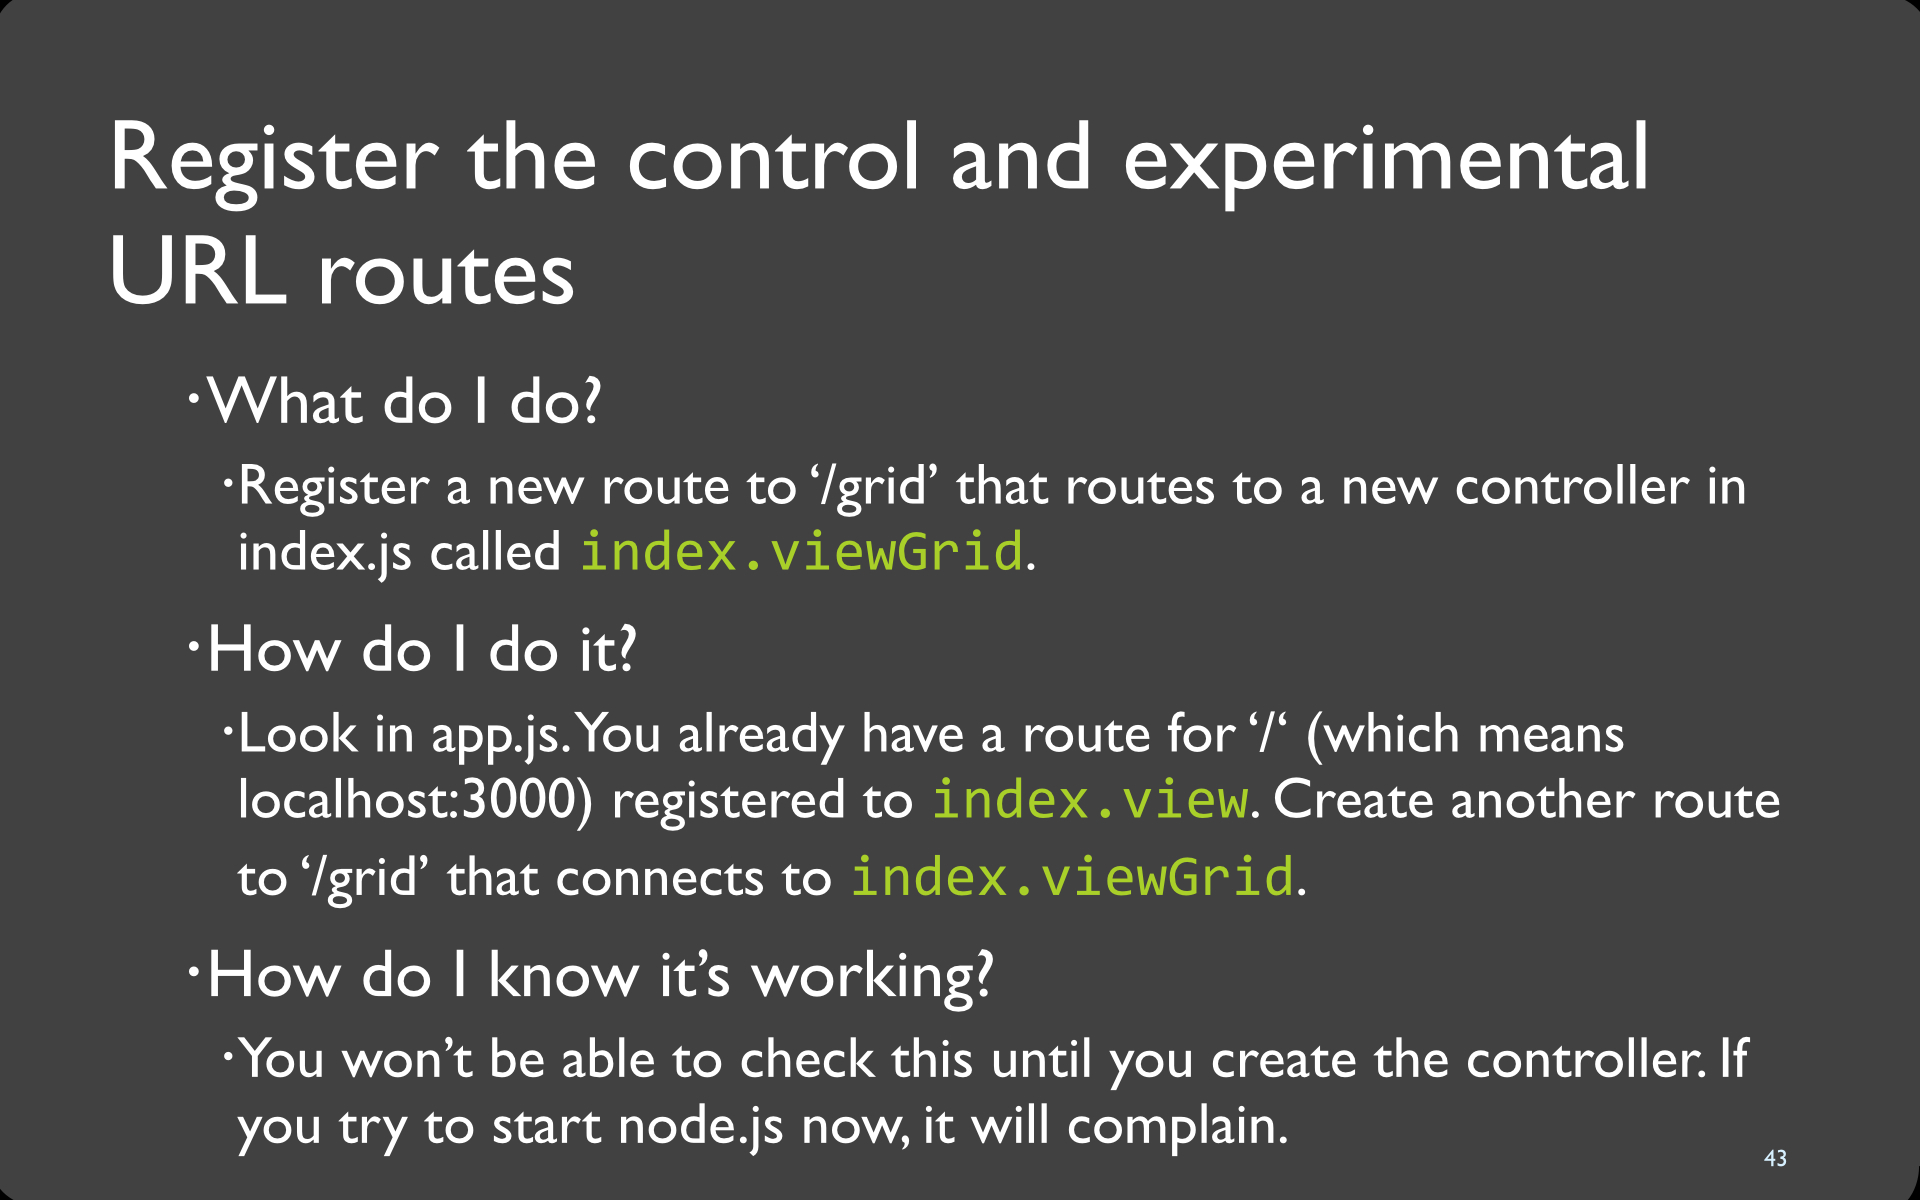 Register the control and experimental
URL routes
•What do I do?
•Register a new route to ‘/grid’ that routes to a new controller in
index.js called index.viewGrid.
•How do I do it?
•Look in app.js. You already have a route for ‘/‘ (which means
localhost:3000) registered to index.view. Create another route
to ‘/grid’ that connects to index.viewGrid.
•How do I know it’s working?
•You won’t be able to check this until you create the controller. If
you try to start node.js now, it will complain.
43